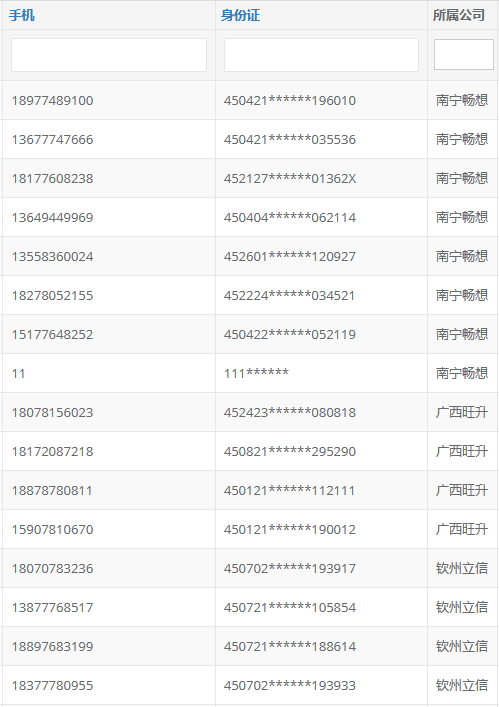 手机 身份证 所属公司
18977489100 450421******196010 南宁畅想
13677747666 450421******035536 南宁畅想
18177608238 452127******01362X 南宁畅想
13649449969 450404******062114 南宁畅想
13558360024 452601******120927 南宁畅想
18278052155 452224******034521 南宁畅想
15177648252 450422******052119 南宁畅想
11 111****** 南宁畅想
18078156023 452423******080818 广西旺升
18172087218 450821******295290 广西旺升
18878780811 450121******112111 广西旺升
15907810670 450121******190012 广西旺升
18070783236 450702******193917 钦州立信
13877768517 450721******105854 钦州立信
18897683199 450721******188614 钦州立信
18377780955 450702******193933 钦州立信